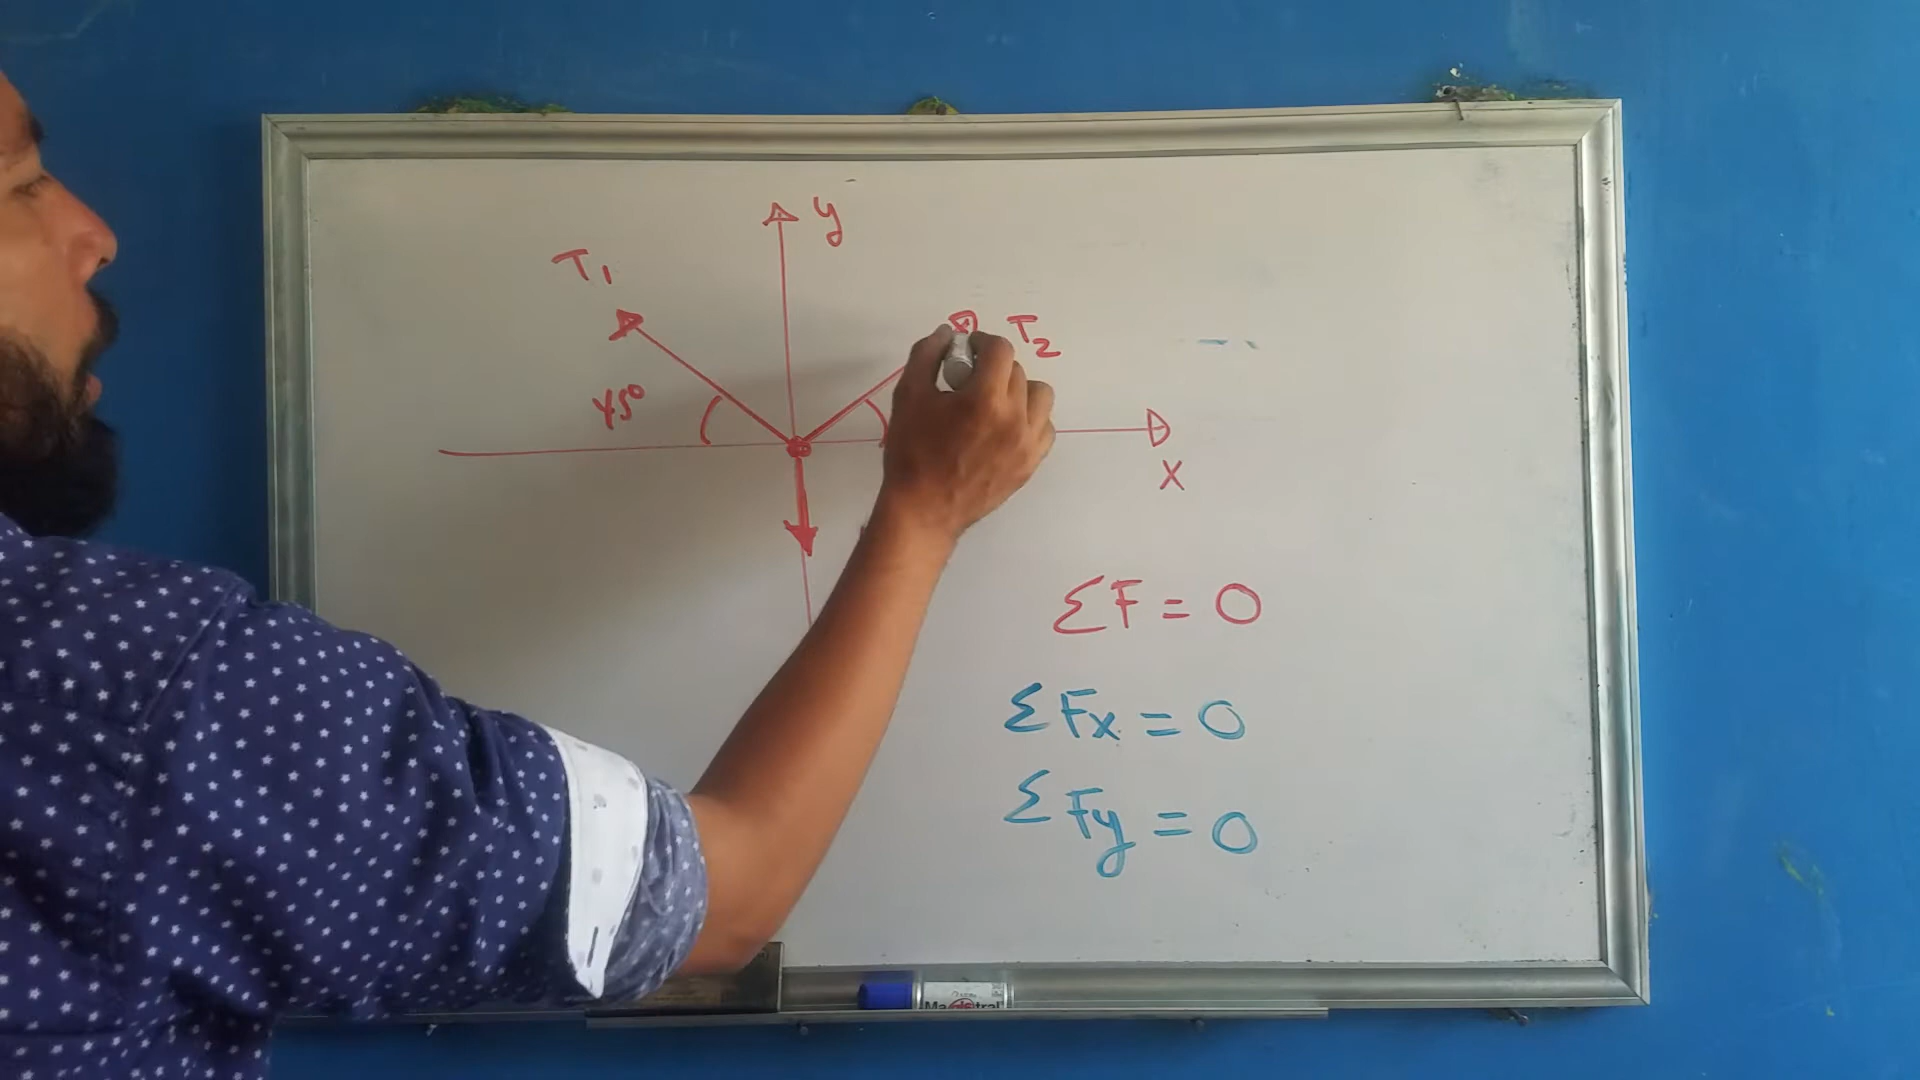 y
T₁
T₂
45°
x
ΣF = 0
ΣFx = 0
ΣFy = 0